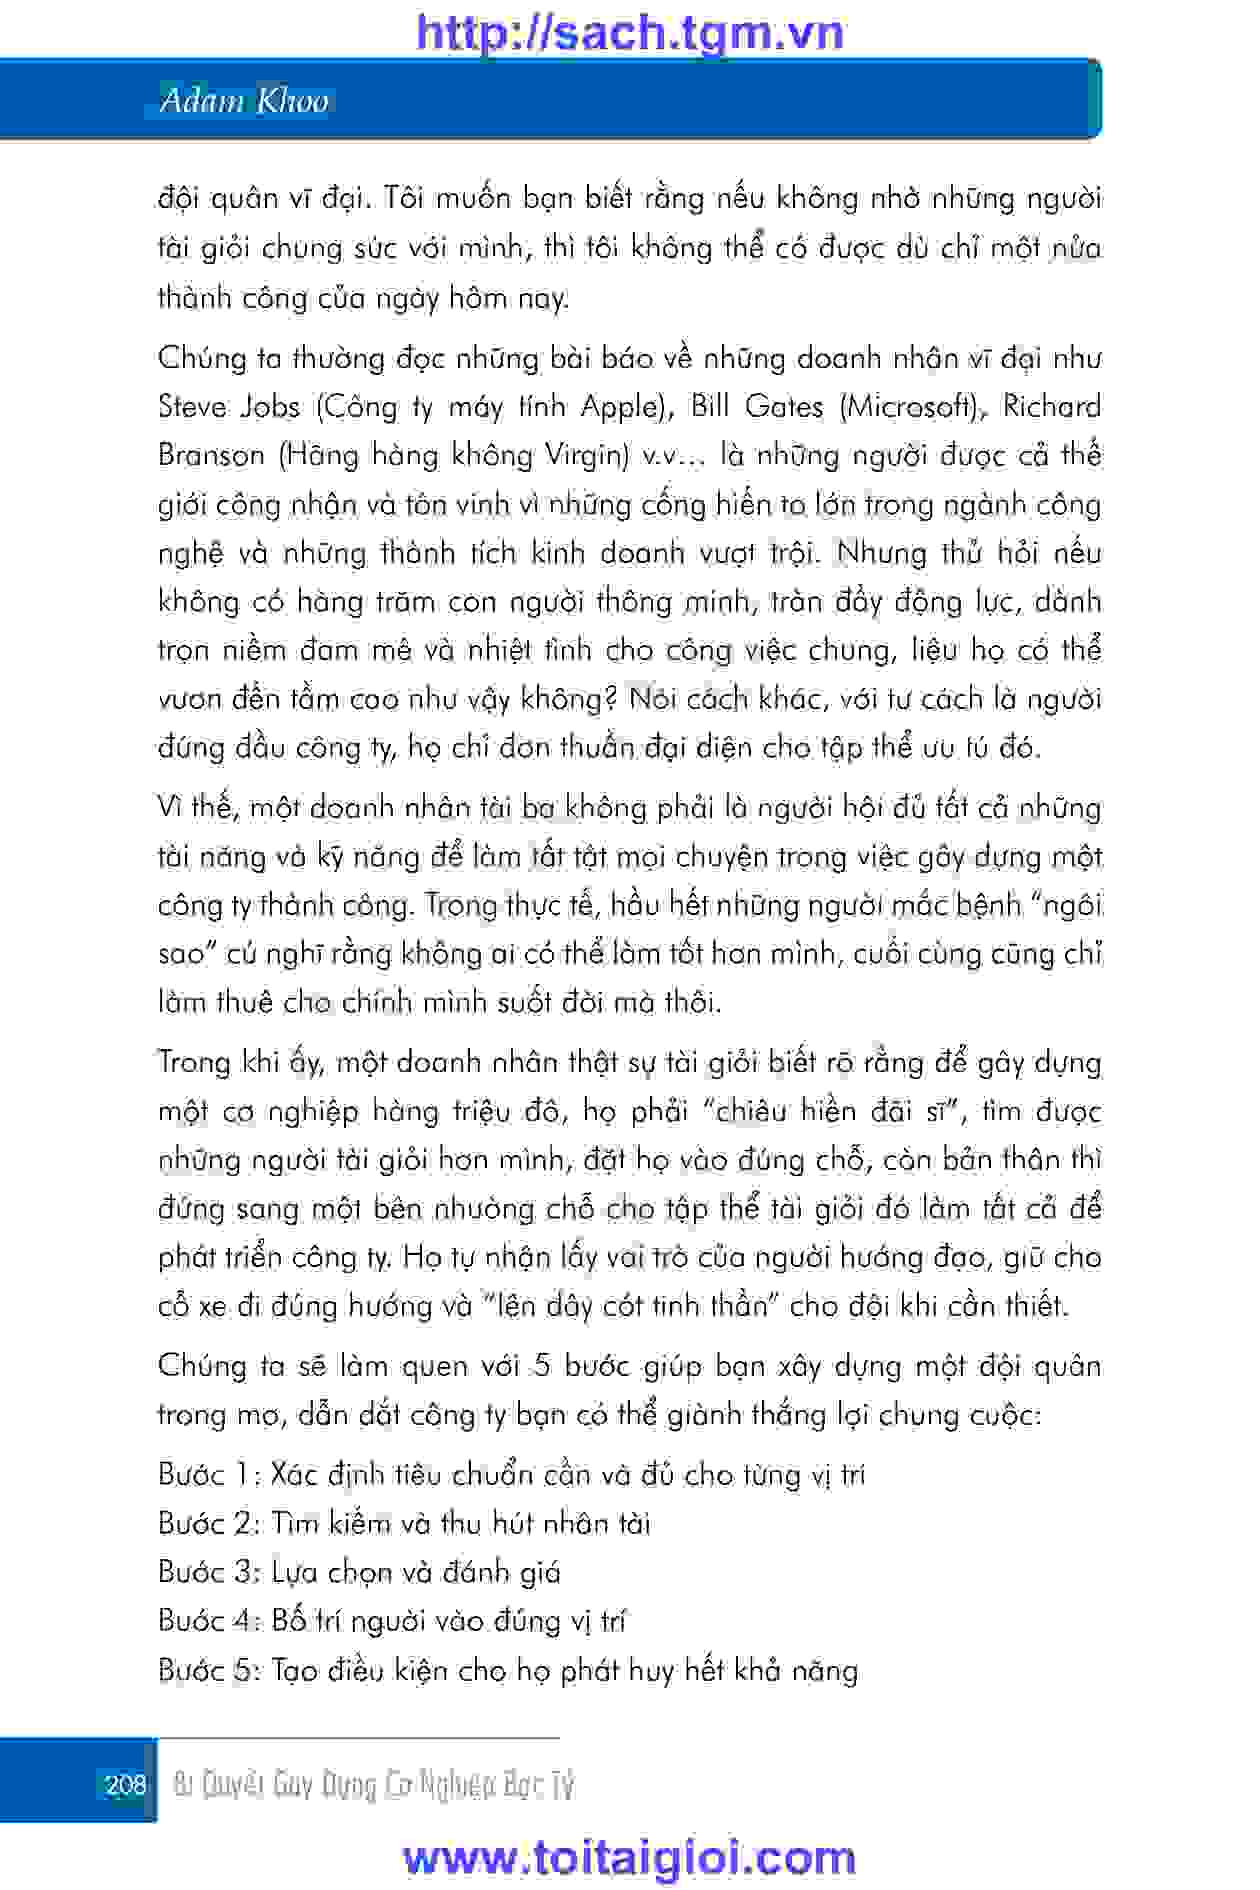 http://sach.tgm.vn
Adam Khoo
đội quân vĩ đại. Tôi muốn bạn biết rằng nếu không nhờ những người
tài giỏi chung sức với mình, thì tôi không thể có được dù chỉ một nửa
thành công của ngày hôm nay.
Chúng ta thường đọc những bài báo về những doanh nhận vĩ đại như
Steve Jobs (Công ty máy tính Apple), Bill Gates (Microsoft), Richard
Branson (Hãng hàng không Virgin) v.v... là những người được cả thế
giới công nhận và tôn vinh vì những cống hiến to lớn trong ngành công
nghệ và những thành tích kinh doanh vượt trội. Nhưng thử hỏi nếu
không có hàng trăm con người thông minh, tràn đầy động lực, dành
trọn niềm đam mê và nhiệt tình cho công việc chung, liệu họ có thể
vươn đến tầm cao như vậy không? Nói cách khác, với tư cách là người
đứng đầu công ty, họ chỉ đơn thuần đại diện cho tập thể ưu tú đó.
Vì thế, một doanh nhân tài ba không phải là người hội đủ tất cả những
tài năng và kỹ năng để làm tất tật mọi chuyện trong việc gây dựng một
công ty thành công. Trong thực tế, hầu hết những người mắc bệnh “ngôi
sao” cứ nghĩ rằng không ai có thể làm tốt hơn mình, cuối cùng cũng chỉ
làm thuê cho chính mình suốt đời mà thôi.
Trong khi ấy, một doanh nhân thật sự tài giỏi biết rõ rằng để gây dựng
một cơ nghiệp hàng triệu đô, họ phải “chiêu hiền đãi sĩ”, tìm được
những người tài giỏi hơn mình, đặt họ vào đúng chỗ, còn bản thân thì
đứng sang một bên nhường chỗ cho tập thể tài giỏi đó làm tất cả để
phát triển công ty. Họ tự nhận lấy vai trò của người hướng đạo, giữ cho
cỗ xe đi đúng hướng và “lên dây cót tinh thần” cho đội khi cần thiết.
Chúng ta sẽ làm quen với 5 bước giúp bạn xây dựng một đội quân
trong mơ, dẫn dắt công ty bạn có thể giành thắng lợi chung cuộc:
Bước 1: Xác định tiêu chuẩn cần và đủ cho từng vị trí
Bước 2: Tìm kiếm và thu hút nhân tài
Bước 3: Lựa chọn và đánh giá
Bước 4: Bố trí người vào đúng vị trí
Bước 5: Tạo điều kiện cho họ phát huy hết khả năng
208 Bí Quyết Gây Dựng Cơ Nghiệp Bạc Tỷ
www.toitaigioi.com